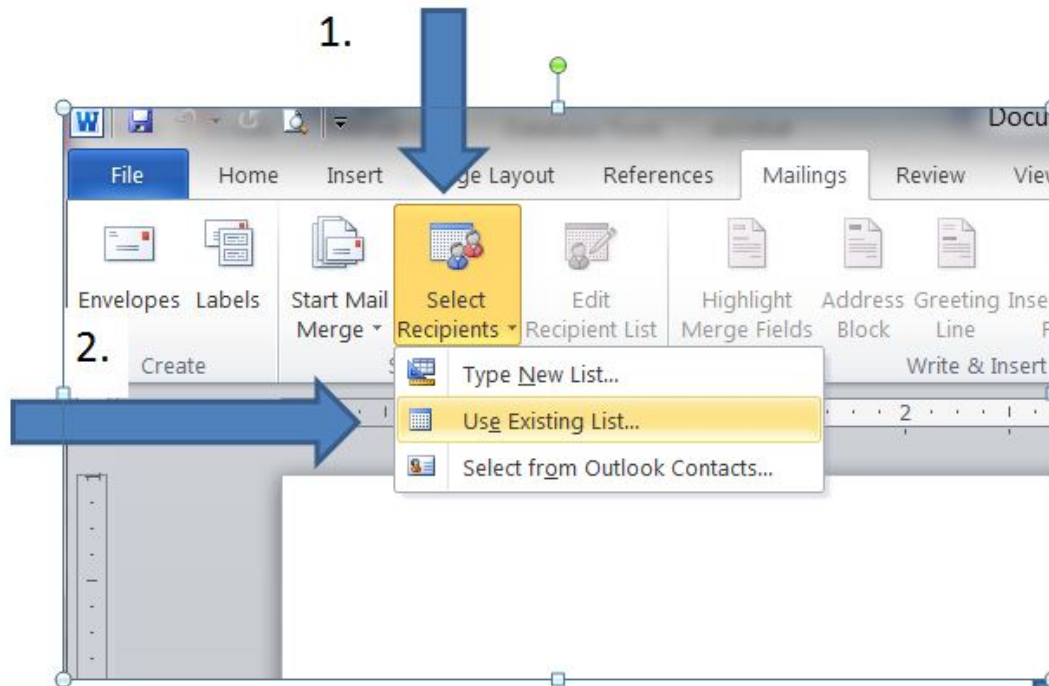 1.
W
Docu
File Home Insert ge Layout References Mailings Review View
Envelopes Labels Start Mail Select Edit Highlight Address Greeting Inse
Merge Recipients Recipient List Merge Fields Block Line
2.
Create Write & Insert
Type New List...
2
Use Existing List...
Select from Outlook Contacts...